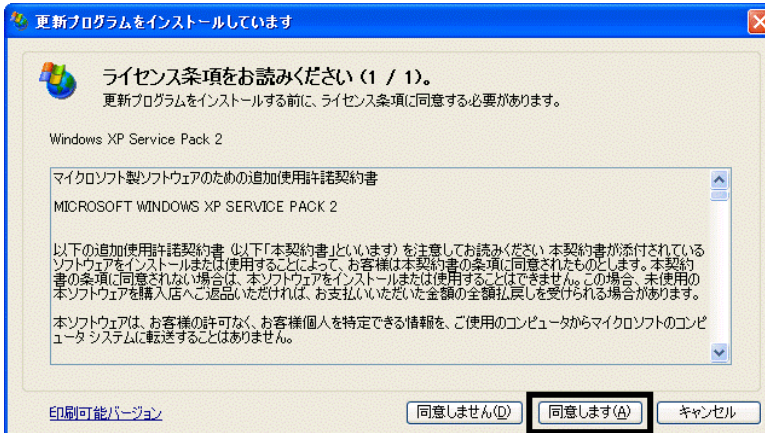 更新プログラムをインストールしています
ライセンス条項をお読みください (1 / 1)。
更新プログラムをインストールする前に、ライセンス条項に同意する必要があります。
Windows XP Service Pack 2
マイクロソフト製ソフトウェアのための追加使用許諾契約書
MICROSOFT WINDOWS XP SERVICE PACK 2
以下の追加使用許諾契約書 (以下「本契約書」といいます) を注意してお読みください 本契約書が添付されている
ソフトウェアをインストールまたは使用することによって、お客様は本契約書の条項に同意されたものとします。本契約
書の条項に同意されない場合は、本ソフトウェアをインストールまたは使用することはできません。この場合、未使用の
本ソフトウェアを購入店へご返品いただければ、お支払いいただいた金額の全額払戻しを受けられる場合があります。
本ソフトウェアは、お客様の許可なく、お客様個人を特定できる情報を、ご使用のコンピュータからマイクロソフトのコンピ
ュータ システムに転送することはありません。
印刷可能バージョン
同意しません(D)
同意します(A)
キャンセル